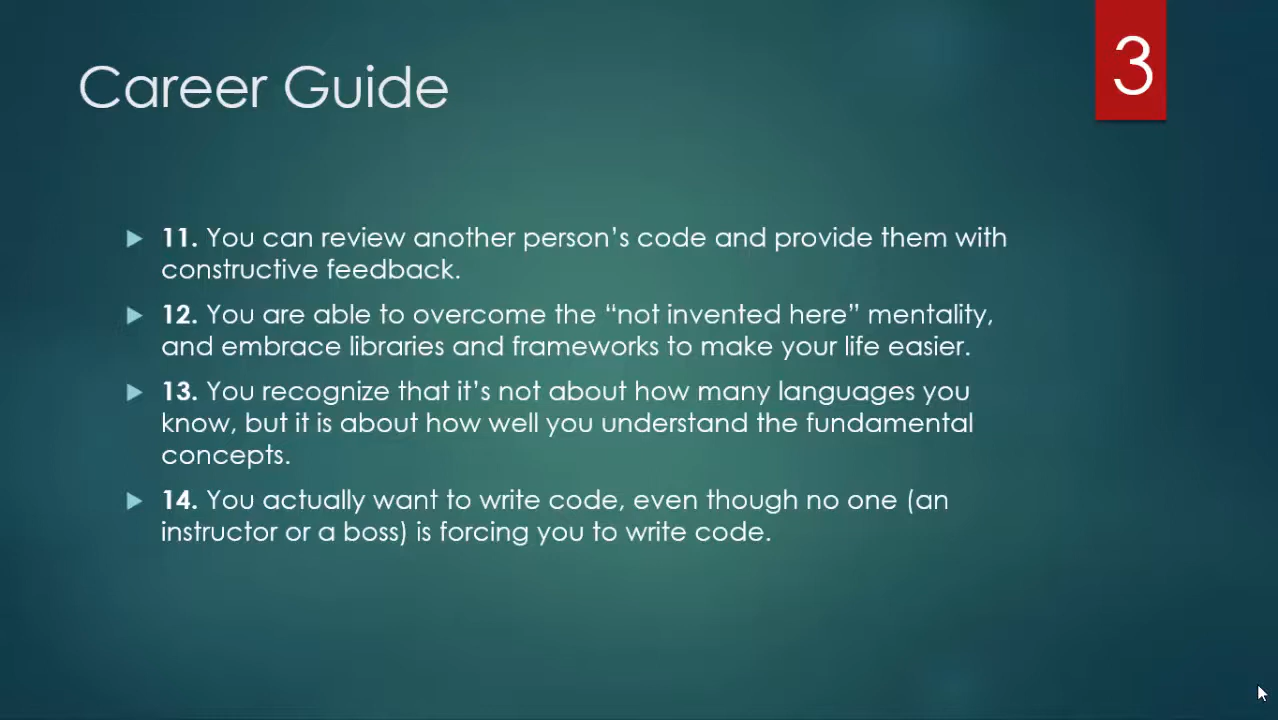 Career Guide
3
11. You can review another person’s code and provide them with
constructive feedback.
12. You are able to overcome the “not invented here” mentality,
and embrace libraries and frameworks to make your life easier.
13. You recognize that it’s not about how many languages you
know, but it is about how well you understand the fundamental
concepts.
14. You actually want to write code, even though no one (an
instructor or a boss) is forcing you to write code.